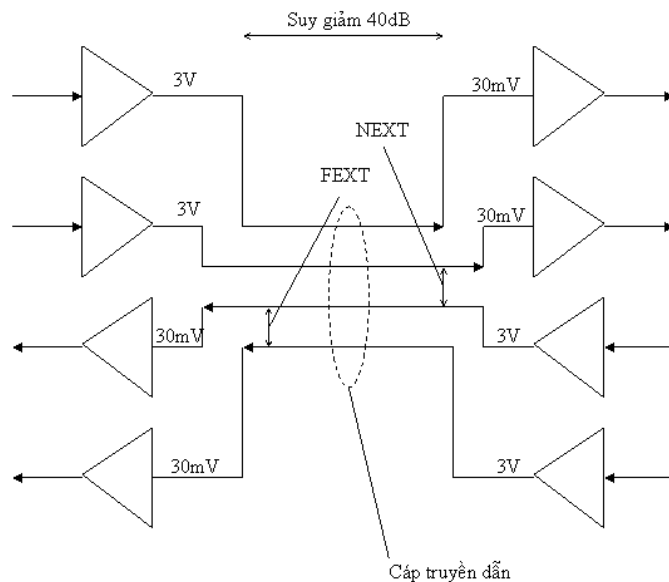 Suy giảm 40dB
3V
30mV
NEXT
FEXT
3V
30mV
30mV
3V
30mV
3V
Cáp truyền dẫn